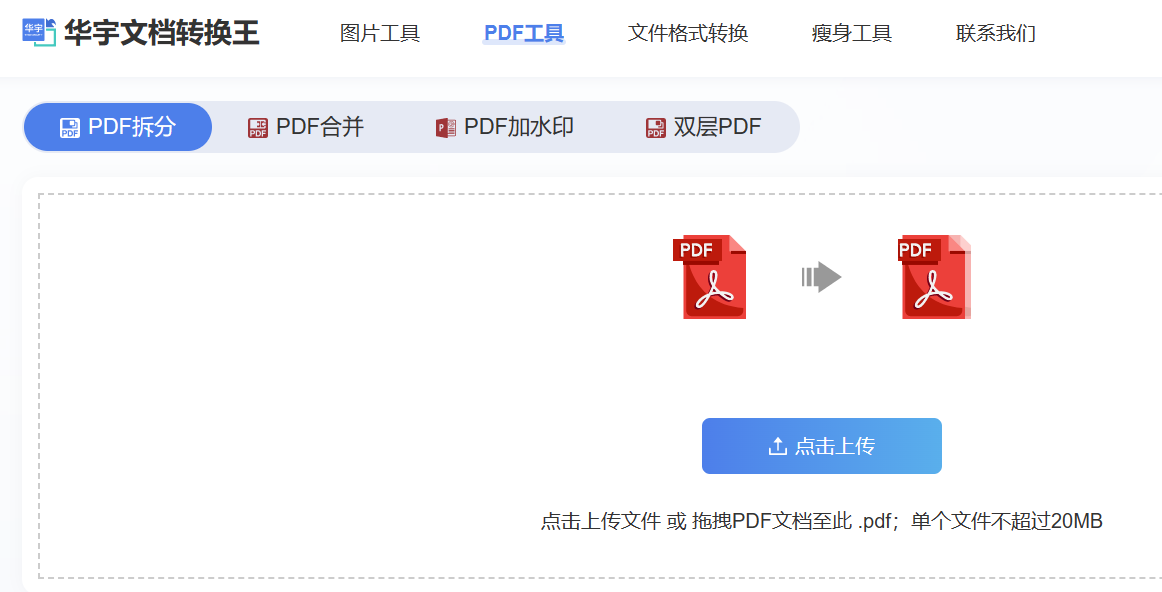 华宇 华宇文档转换王 图片工具 PDF工具 文件格式转换 瘦身工具 联系我们
PDF拆分 PDF合并 PDF加水印 双层PDF
PDF PDF
点击上传
点击上传文件 或 拖拽PDF文档至此 .pdf；单个文件不超过20MB